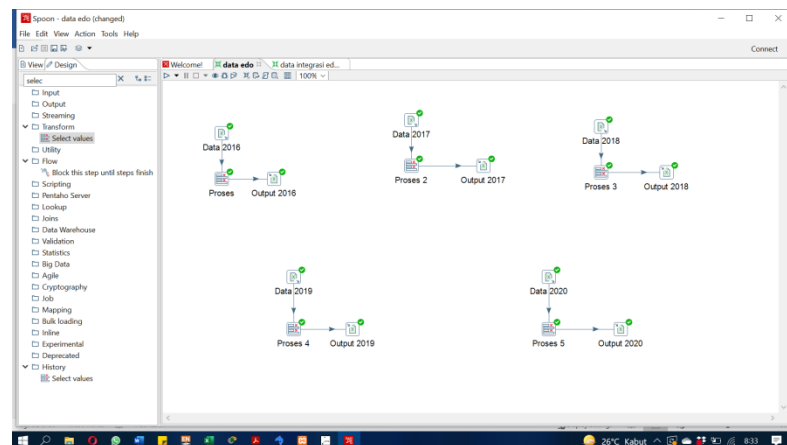 Spoon - data edo (changed)
File Edit View Action Tools Help
Connect
View Design
Welcome! data edo data integrasi ed...
selec
100%
Input
Output
Streaming
Transform
Select values
Utility
Flow
Block this step until steps finish
Scripting
Pentaho Server
Lookup
Joins
Data Warehouse
Validation
Statistics
Big Data
Agile
Cryptography
Job
Mapping
Bulk loading
Inline
Experimental
Deprecated
History
Select values
Data 2016
Proses Output 2016
Data 2017
Proses 2 Output 2017
Data 2018
Proses 3 Output 2018
Data 2019
Proses 4 Output 2019
Data 2020
Proses 5 Output 2020
26°C Kabut 833